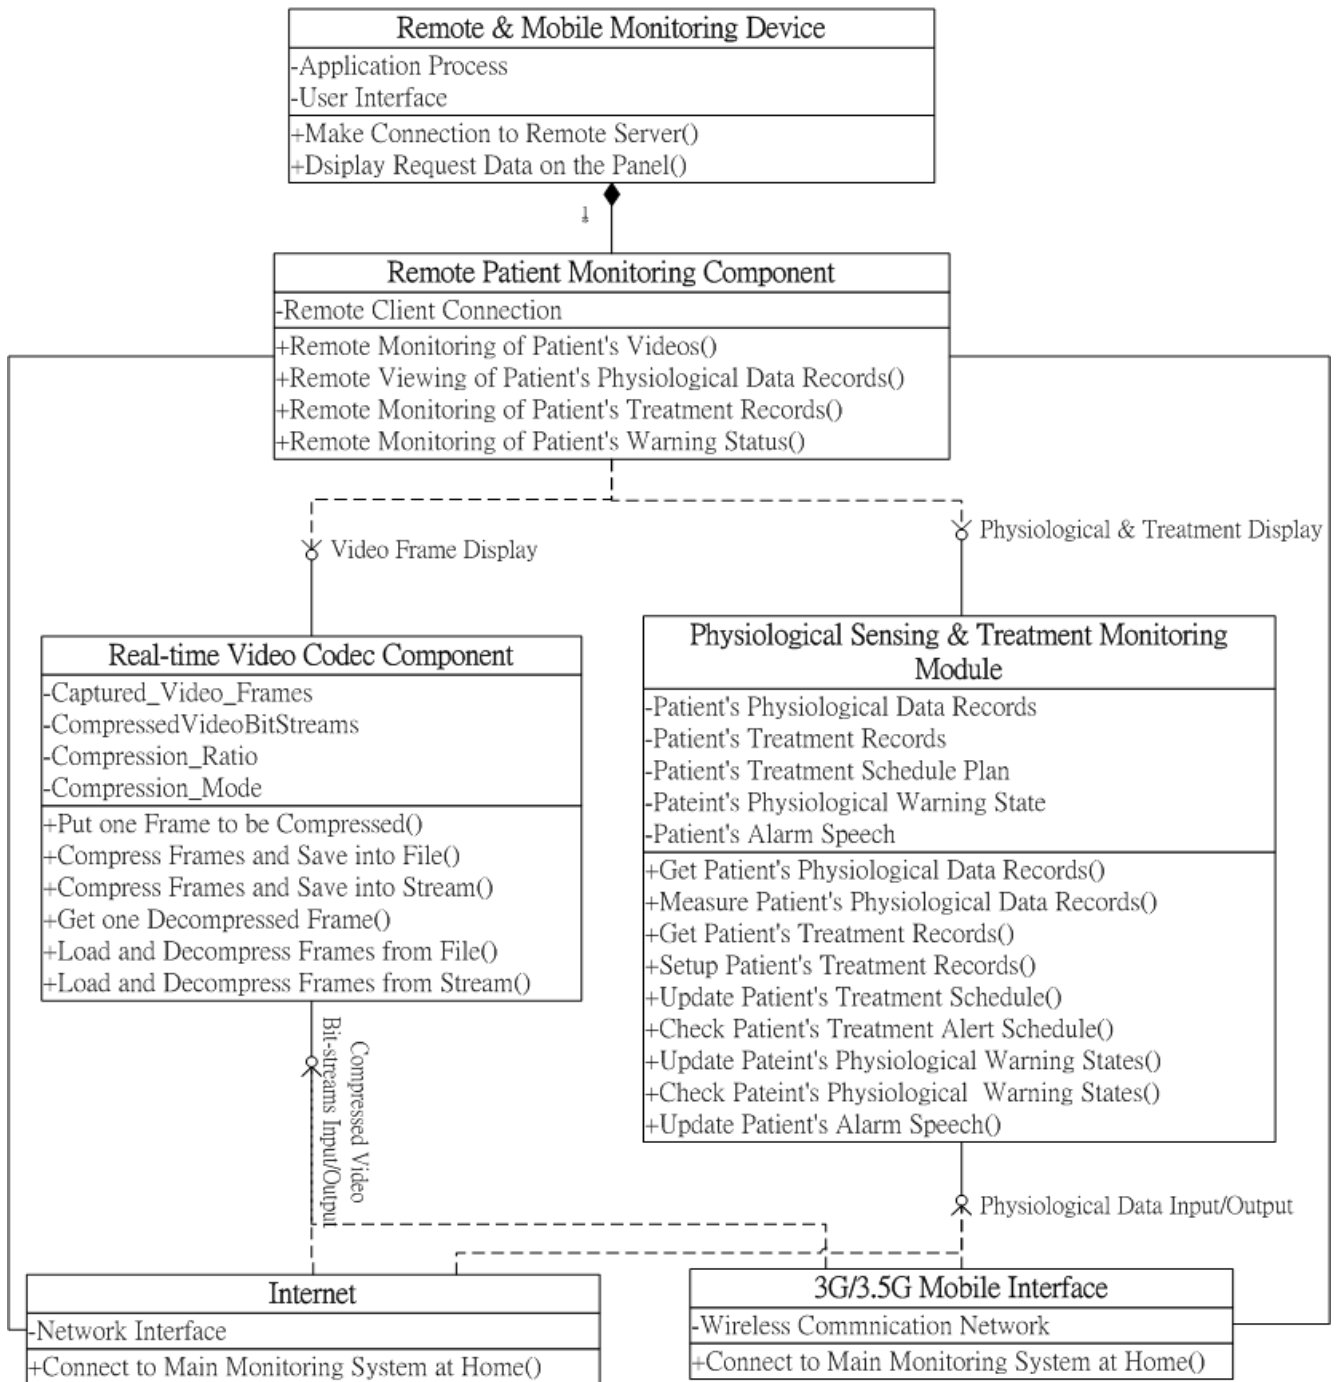 Remote & Mobile Monitoring Device
-Application Process
-User Interface
+Make Connection to Remote Server()
+Dsiplay Request Data on the Panel()
1
Remote Patient Monitoring Component
-Remote Client Connection
+Remote Monitoring of Patient's Videos()
+Remote Viewing of Patient's Physiological Data Records()
+Remote Monitoring of Patient's Treatment Records()
+Remote Monitoring of Patient's Warning Status()
Video Frame Display
Physiological & Treatment Display
Real-time Video Codec Component
-Captured_Video_Frames
-CompressedVideoBitStreams
-Compression_Ratio
-Compression_Mode
+Put one Frame to be Compressed()
+Compress Frames and Save into File()
+Compress Frames and Save into Stream()
+Get one Decompressed Frame()
+Load and Decompress Frames from File()
+Load and Decompress Frames from Stream()
Physiological Sensing & Treatment Monitoring
Module
-Patient's Physiological Data Records
-Patient's Treatment Records
-Patient's Treatment Schedule Plan
-Pateint's Physiological Warning State
-Patient's Alarm Speech
+Get Patient's Physiological Data Records()
+Measure Patient's Physiological Data Records()
+Get Patient's Treatment Records()
+Setup Patient's Treatment Records()
+Update Patient's Treatment Schedule()
+Check Patient's Treatment Alert Schedule()
+Update Pateint's Physiological Warning States()
+Check Pateint's Physiological  Warning States()
+Update Patient's Alarm Speech()
Compressed Video
Bit-streams Input/Output
Physiological Data Input/Output
Internet
-Network Interface
+Connect to Main Monitoring System at Home()
3G/3.5G Mobile Interface
-Wireless Commnication Network
+Connect to Main Monitoring System at Home()